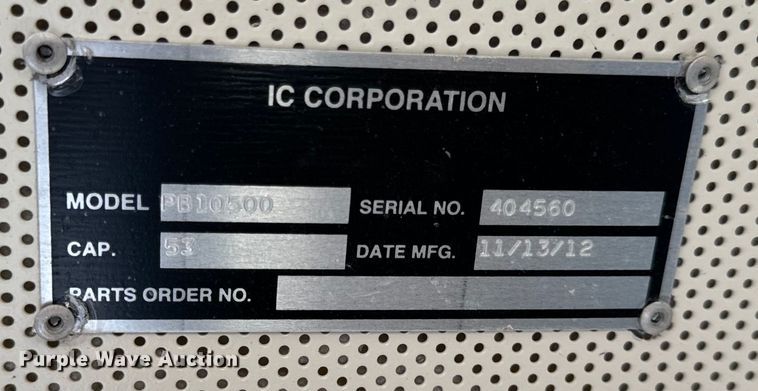 IC CORPORATION
MODEL PB10500 SERIAL NO. 404560
CAP. 53 DATE MFG. 11/13/12
PARTS ORDER NO.
Purple Wave Auction